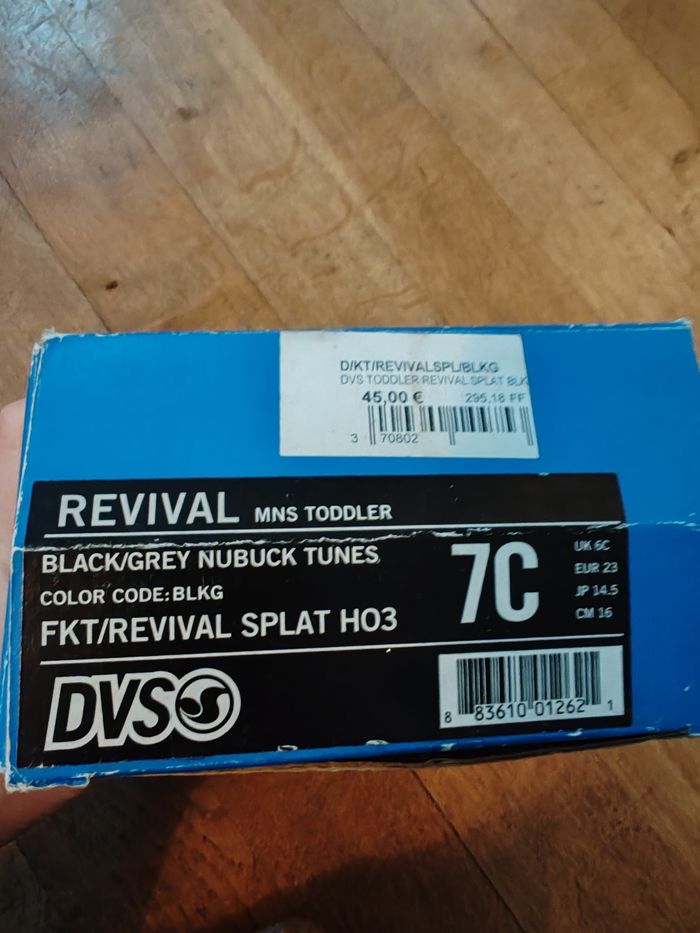 D/KT/REVIVALSPL/BLKG
DVS TODDLER REVIVAL SPLAT BLK
45,00 € 295,18 FF
3 70802
REVIVAL MNS TODDLER
BLACK/GREY NUBUCK TUNES
COLOR CODE:BLKG
FKT/REVIVAL SPLAT HO3
7C
UK 6C
EUR 23
JP 14.5
CM 16
DVS
8 83610 01262 1